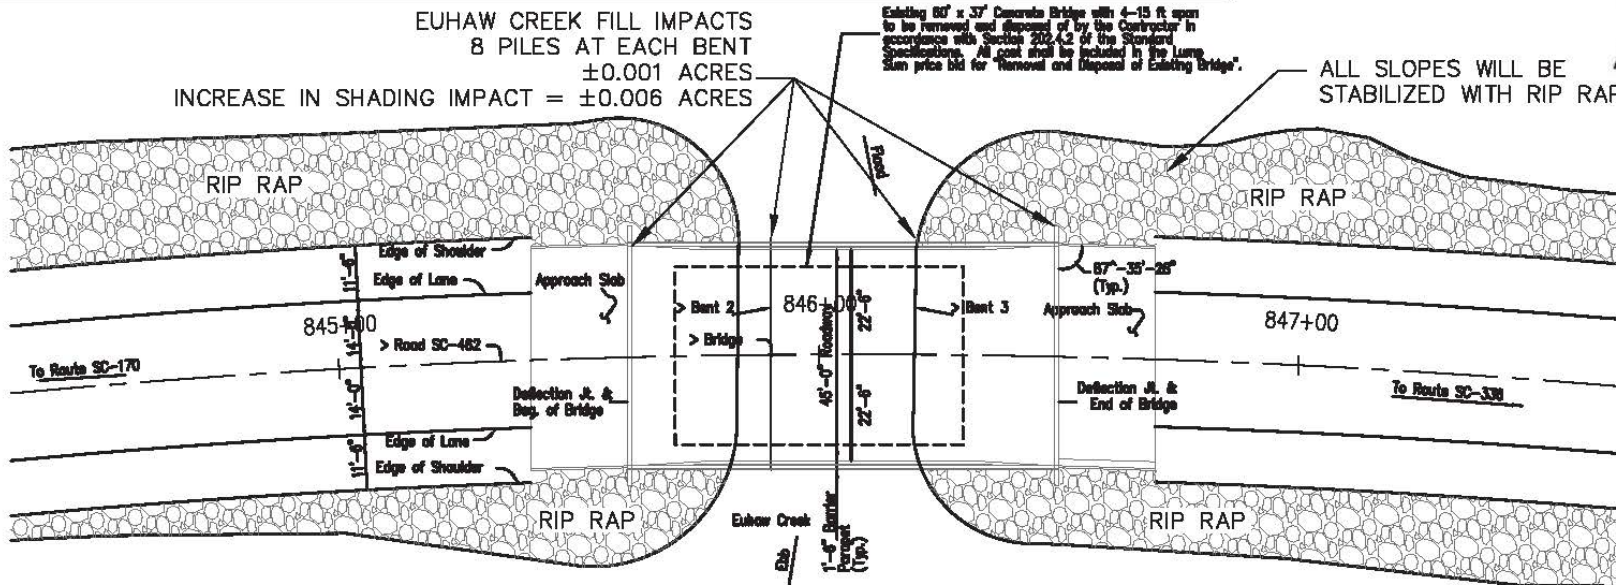 EUHAW CREEK FILL IMPACTS
8 PILES AT EACH BENT
±0.001 ACRES
INCREASE IN SHADING IMPACT = ±0.006 ACRES
Existing 60' x 37' Concrete Bridge with 4-15 ft span
to be removed and disposed of by the Contractor in
accordance with Section 202.4.2 of the Standard
Specifications. All cost shall be included in the Lump
Sum price bid for "Removal and Disposal of Existing Bridge".
ALL SLOPES WILL BE
STABILIZED WITH RIP RAP
Flood
RIP RAP
RIP RAP
Edge of Shoulder
11'-6"
Edge of Lane
Approach Slab
> Bent 2
846+00
22'-6"
> Bent 3
67°-35'-26"
(Typ.)
Approach Slab
845+00
14'-0"
> Road SC-462
> Bridge
45'-0" Roadway
847+00
To Route SC-170
14'-0"
Deflection Jt. &
Beg. of Bridge
22'-6"
Deflection Jt. &
End of Bridge
To Route SC-336
11'-6"
Edge of Lane
Edge of Shoulder
RIP RAP
Euhaw Creek
Ebb
1'-6" Barrier
Parapet
(Typ.)
RIP RAP